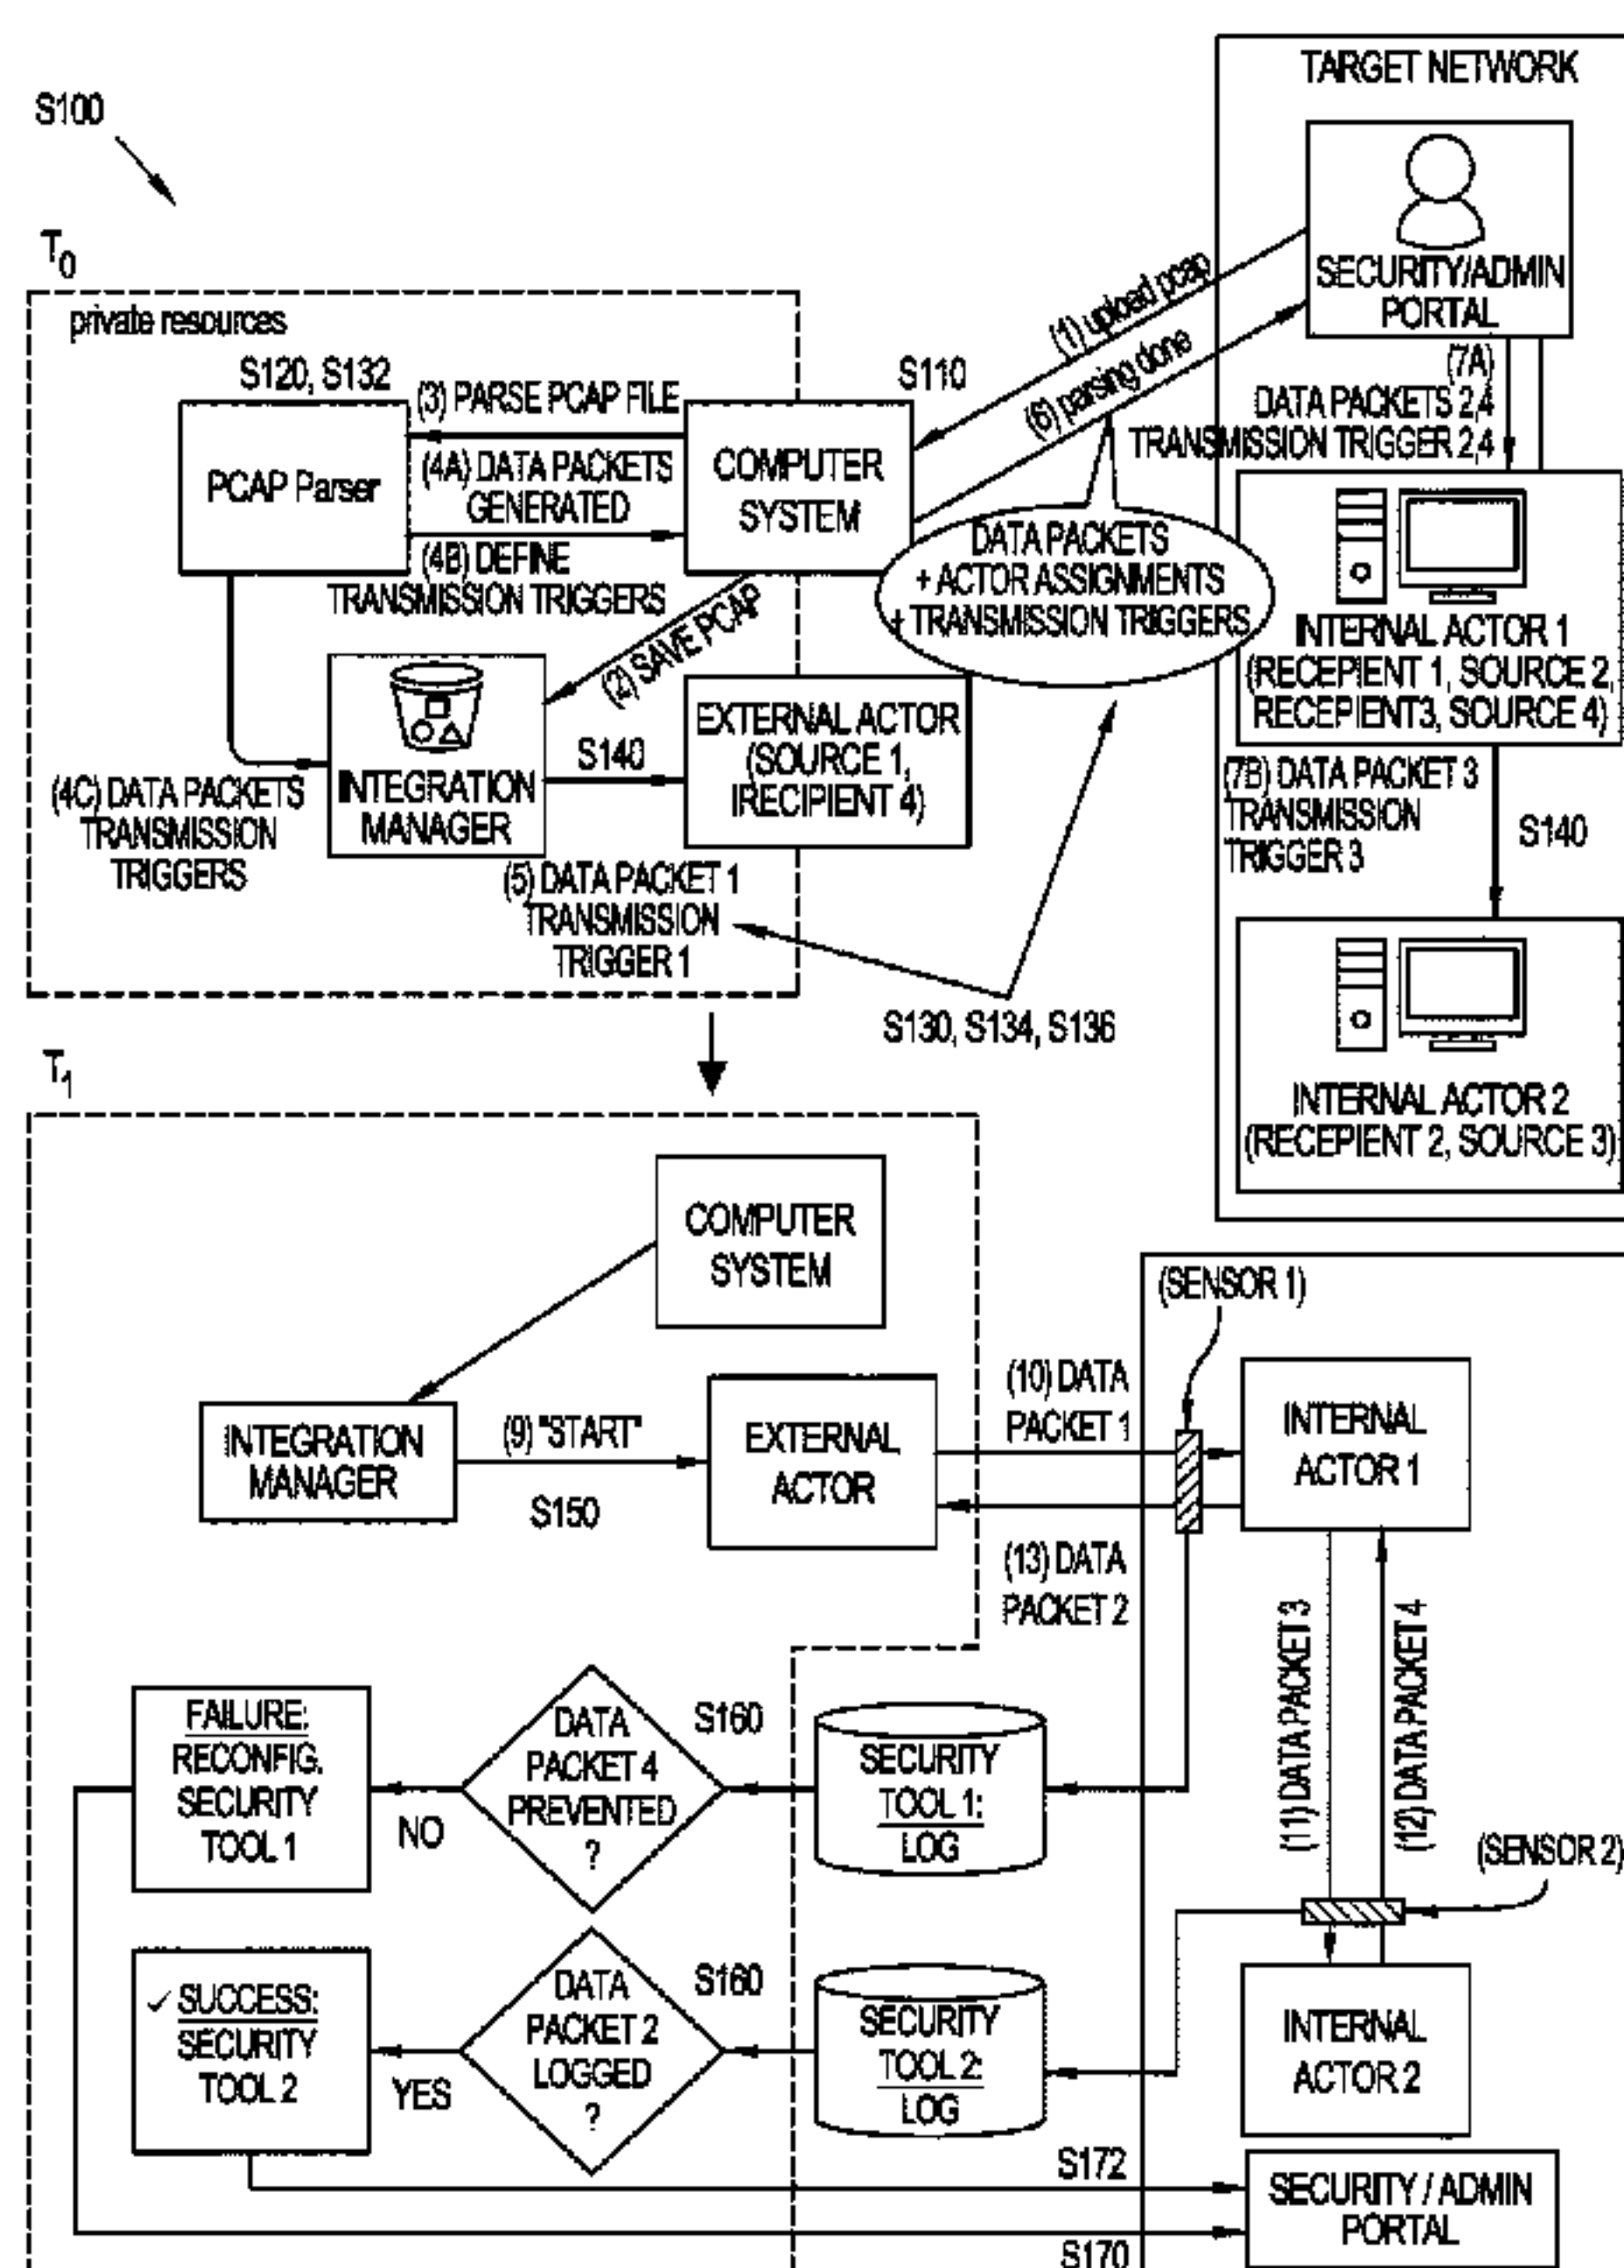 S100
TARGET NETWORK
SECURITY/ADMIN
PORTAL
T0
private resources
S120, S132
(3) PARSE PCAP FILE
S110
(1) upload pcap
(6) parsing done
(7A)
DATA PACKETS 2,4
TRANSMISSION TRIGGER 2,4
PCAP Parser
(4A) DATA PACKETS
GENERATED
COMPUTER
SYSTEM
(4B) DEFINE
TRANSMISSION TRIGGERS
DATA PACKETS
+ ACTOR ASSIGNMENTS
+ TRANSMISSION TRIGGERS
INTERNAL ACTOR 1
(RECEPIENT 1, SOURCE 2,
RECEPIENT3, SOURCE 4)
(2) SAVE PCAP
INTEGRATION
MANAGER
S140
EXTERNAL ACTOR
(SOURCE 1,
IRECIPIENT 4)
(4C) DATA PACKETS
TRANSMISSION
TRIGGERS
(5) DATA PACKET 1
TRANSMISSION
TRIGGER 1
(7B) DATA PACKET 3
TRANSMISSION
TRIGGER 3
S140
S130, S134, S136
INTERNAL ACTOR 2
(RECEPIENT 2, SOURCE 3)
T1
COMPUTER
SYSTEM
(SENSOR 1)
INTEGRATION
MANAGER
(9) "START"
S150
EXTERNAL
ACTOR
(10) DATA
PACKET 1
INTERNAL
ACTOR 1
(13) DATA
PACKET 2
(11) DATA PACKET 3
(12) DATA PACKET 4
(SENSOR 2)
FAILURE:
RECONFIG.
SECURITY
TOOL 1
NO
DATA
PACKET 4
PREVENTED
?
S160
SECURITY
TOOL 1:
LOG
✓ SUCCESS:
SECURITY
TOOL 2
YES
DATA
PACKET 2
LOGGED
?
S160
SECURITY
TOOL 2:
LOG
INTERNAL
ACTOR 2
S172
SECURITY / ADMIN
PORTAL
S170